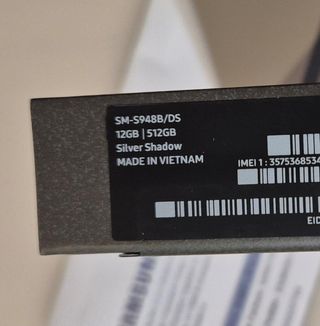 SM-S948B/DS
12GB | 512GB
Silver Shadow
MADE IN VIETNAM
IMEI 1 : 3575368534
EID